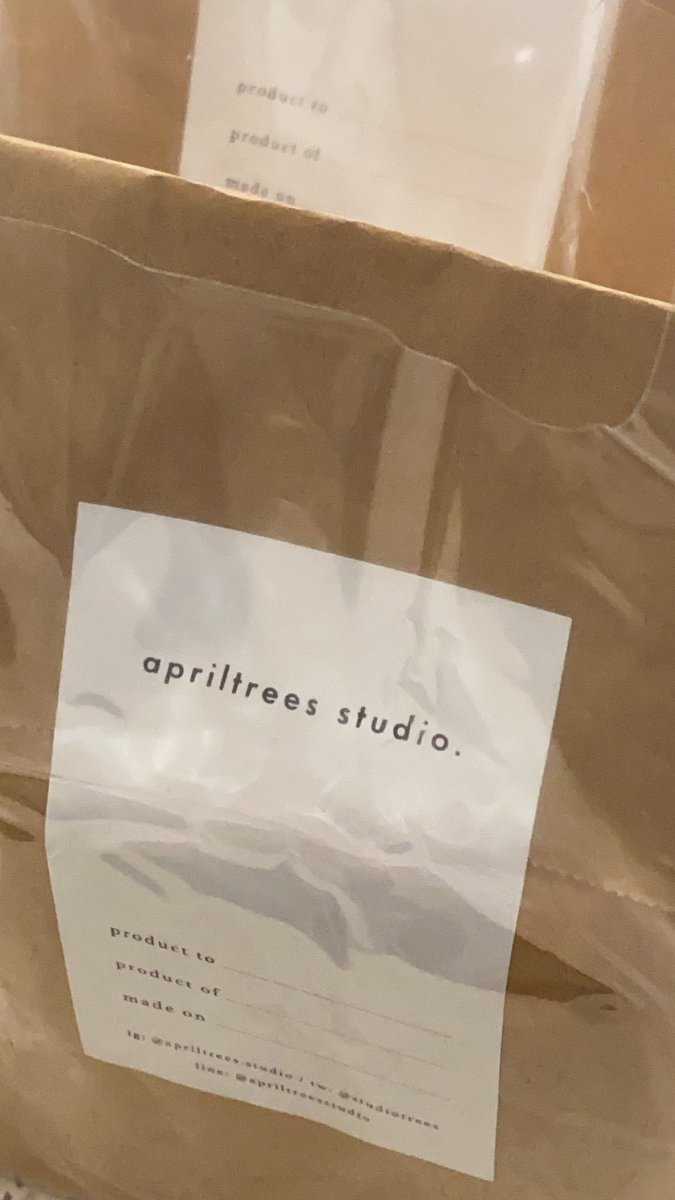 product to
product of
made on
apriltrees studio.
product to
product of
made on
ig: @apriltrees.studio / tw: @studiotrees
line: @apriltreesstudio